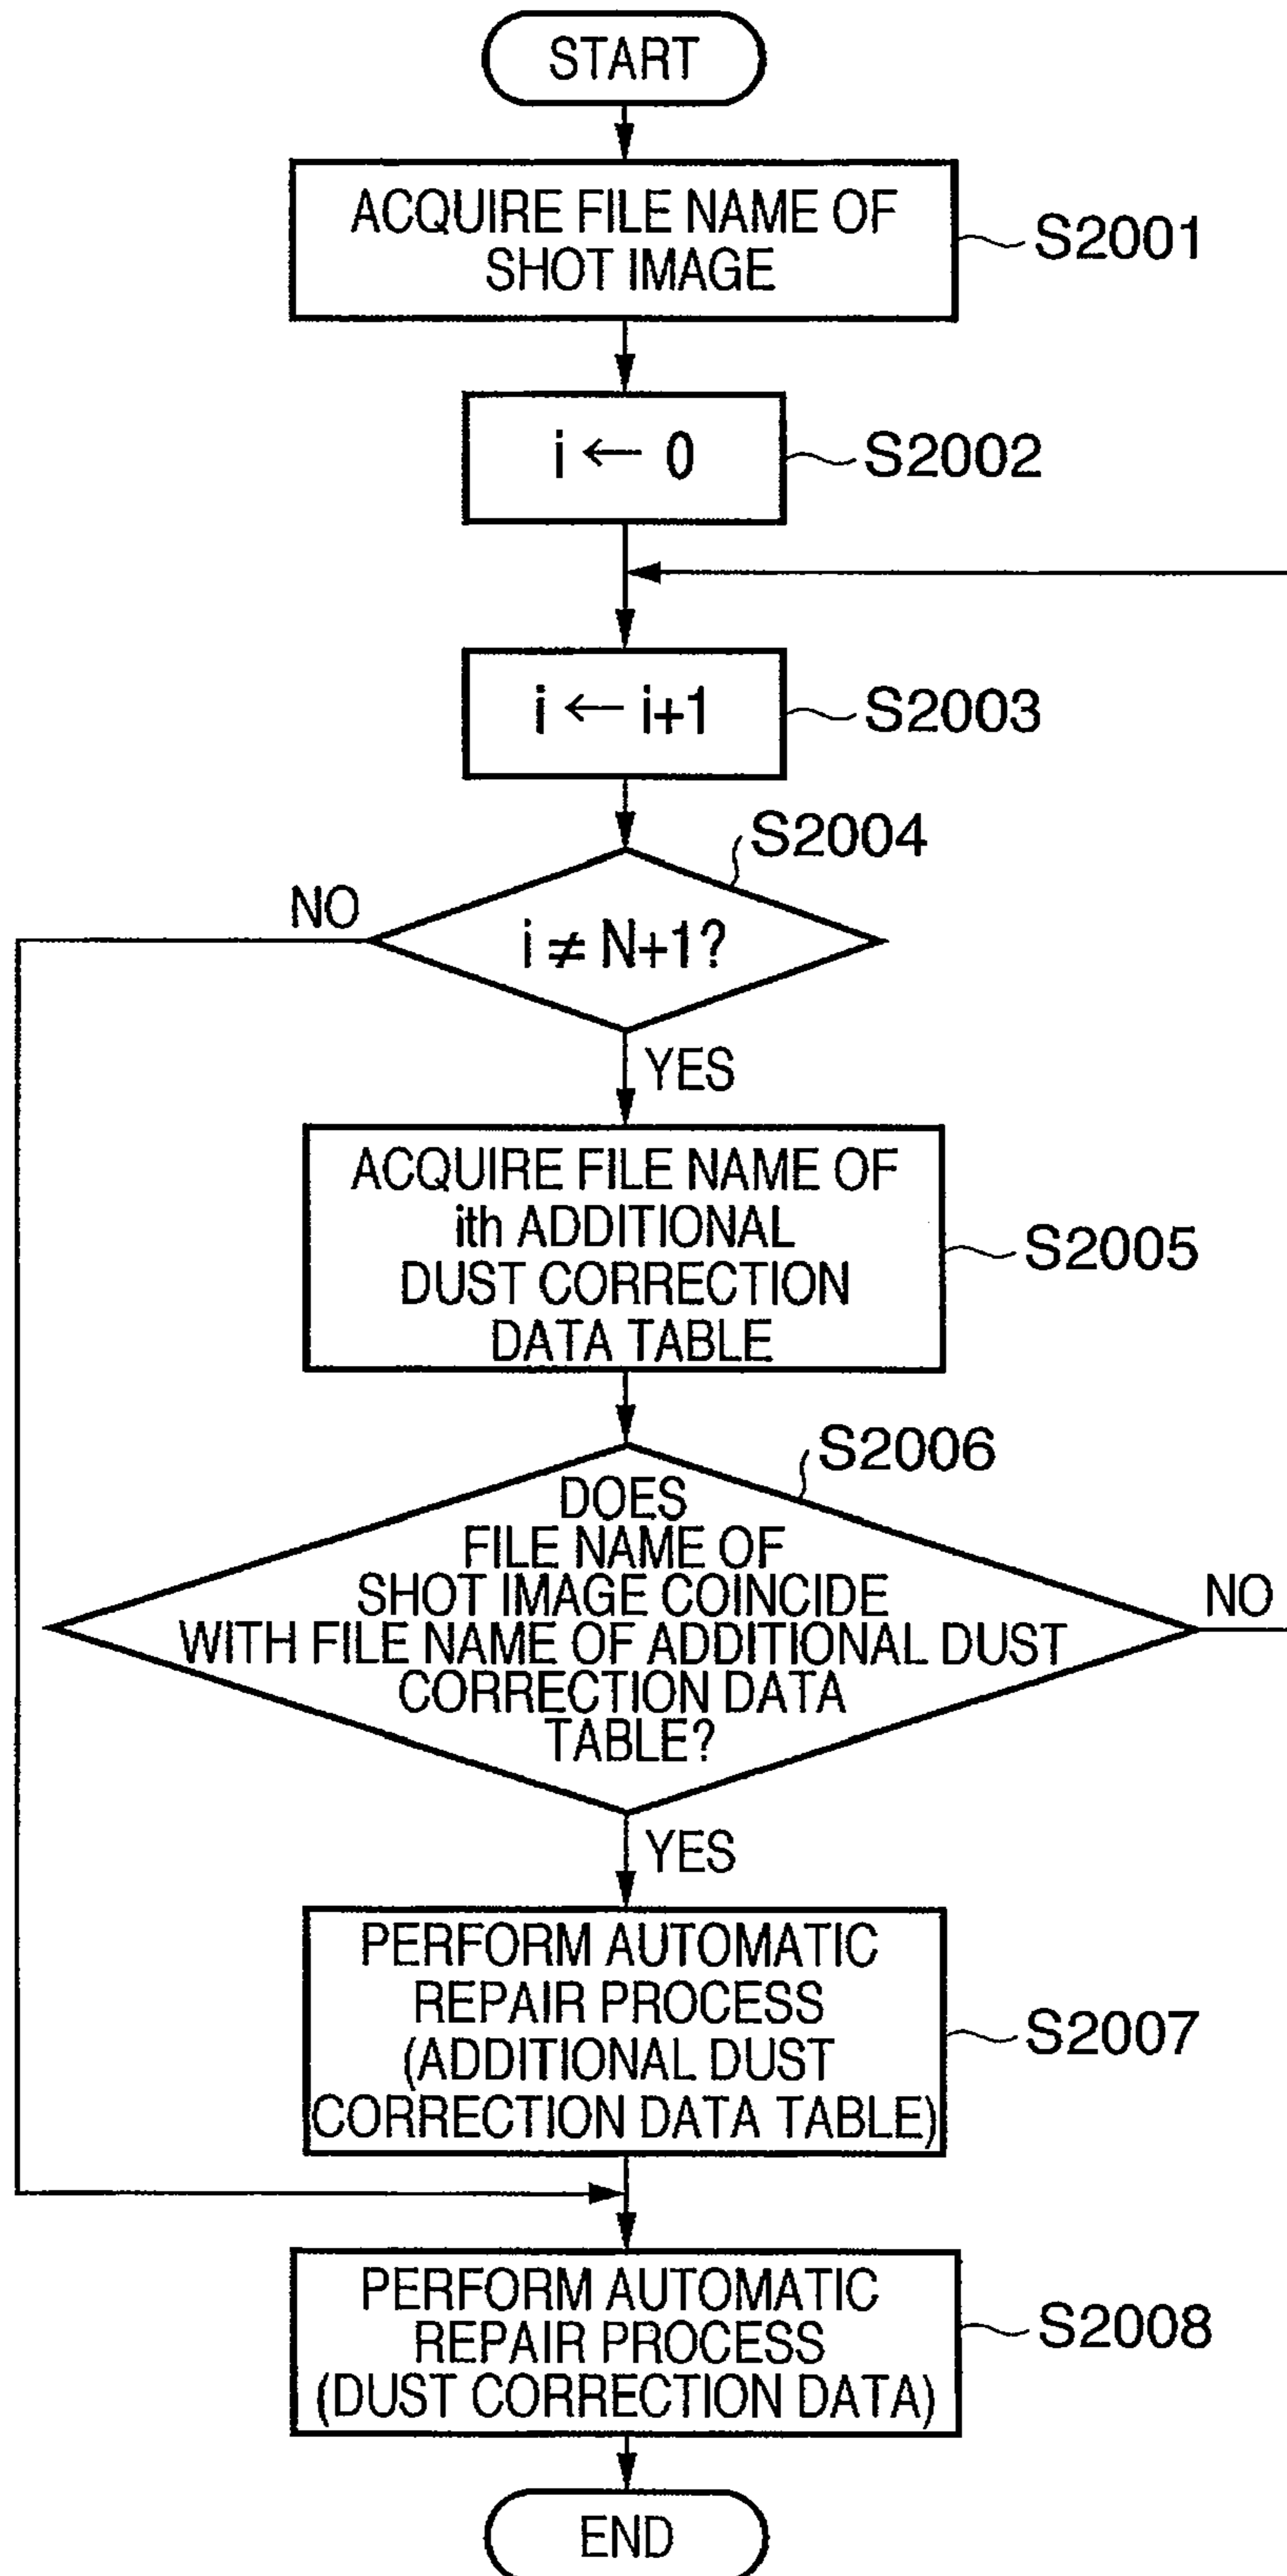 START
ACQUIRE FILE NAME OF
SHOT IMAGE
S2001
i ← 0
S2002
i ← i+1
S2003
S2004
NO
i ≠ N+1?
YES
ACQUIRE FILE NAME OF
ith ADDITIONAL
DUST CORRECTION
DATA TABLE
S2005
S2006
DOES
FILE NAME OF
SHOT IMAGE COINCIDE
WITH FILE NAME OF ADDITIONAL DUST
CORRECTION DATA
TABLE?
NO
YES
PERFORM AUTOMATIC
REPAIR PROCESS
(ADDITIONAL DUST
CORRECTION DATA TABLE)
S2007
PERFORM AUTOMATIC
REPAIR PROCESS
(DUST CORRECTION DATA)
S2008
END